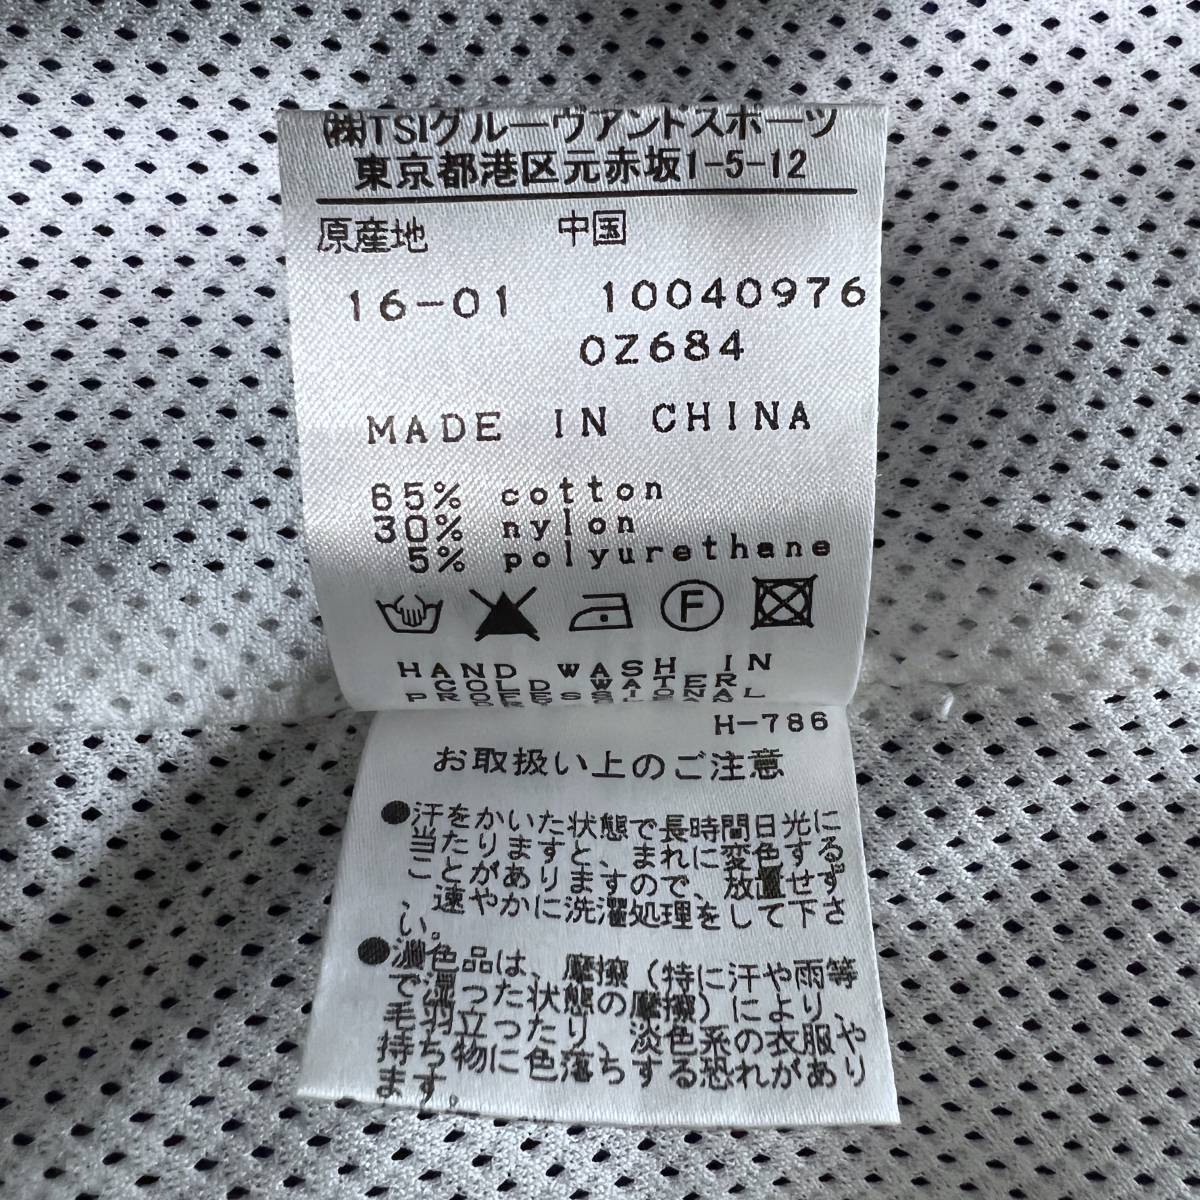 (株)TSIグルーヴアンドスポーツ
東京都港区元赤坂1-5-12
原産地 中国
16-01 10040976
OZ684
MADE IN CHINA
65% cotton
30% nylon
5% polyurethane
F
HAND WASH IN
COLD WATER
PROFESSIONAL
H-786
お取扱い上のご注意
●汗をかいた状態で長時間日光に
当たりますと、まれに変色する
ことがありますので、放置せず
速やかに洗濯処理をして下さ
い。
●濃色品は、摩擦(特に汗や雨等
で湿った状態の摩擦)により、
毛羽立ったり、淡色系の衣服や
持ち物に色落ちする恐れがあり
ます。